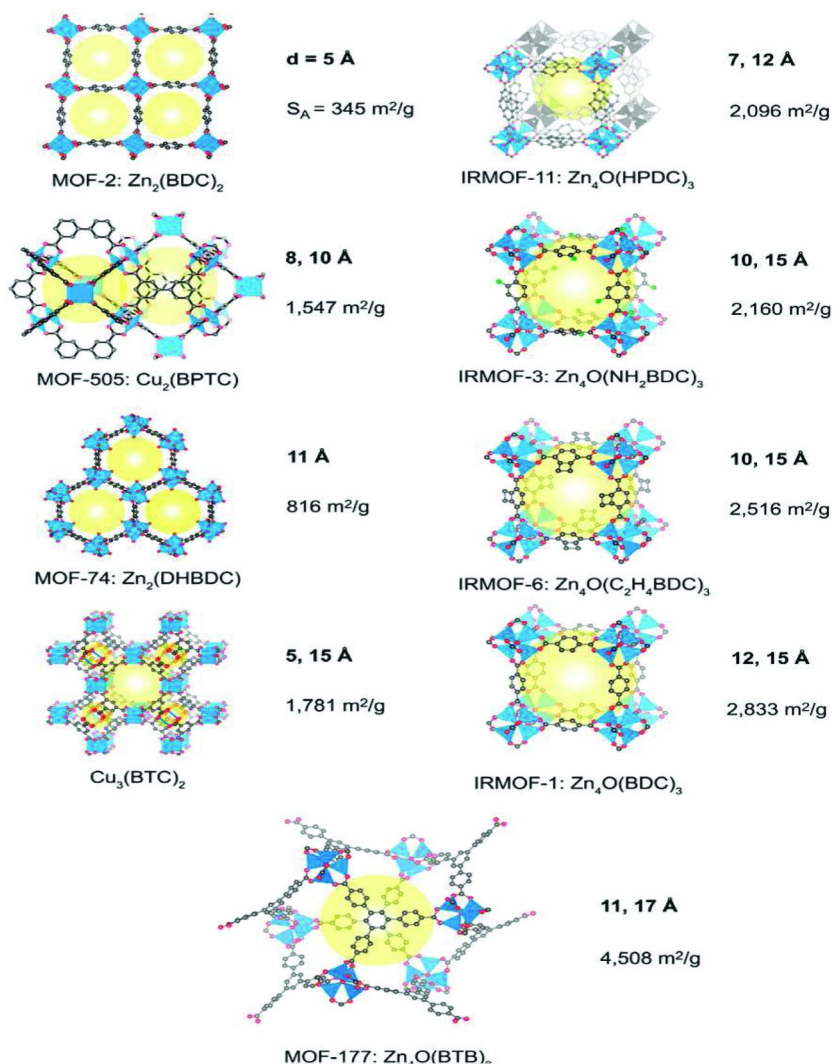 d = 5 Å
S_A = 345 m²/g
MOF-2: Zn₂(BDC)₂
7, 12 Å
2,096 m²/g
IRMOF-11: Zn₄O(HPDC)₃
8, 10 Å
1,547 m²/g
MOF-505: Cu₂(BPTC)
10, 15 Å
2,160 m²/g
IRMOF-3: Zn₄O(NH₂BDC)₃
11 Å
816 m²/g
MOF-74: Zn₂(DHBDC)
10, 15 Å
2,516 m²/g
IRMOF-6: Zn₄O(C₂H₄BDC)₃
5, 15 Å
1,781 m²/g
Cu₃(BTC)₂
12, 15 Å
2,833 m²/g
IRMOF-1: Zn₄O(BDC)₃
11, 17 Å
4,508 m²/g
MOF-177: